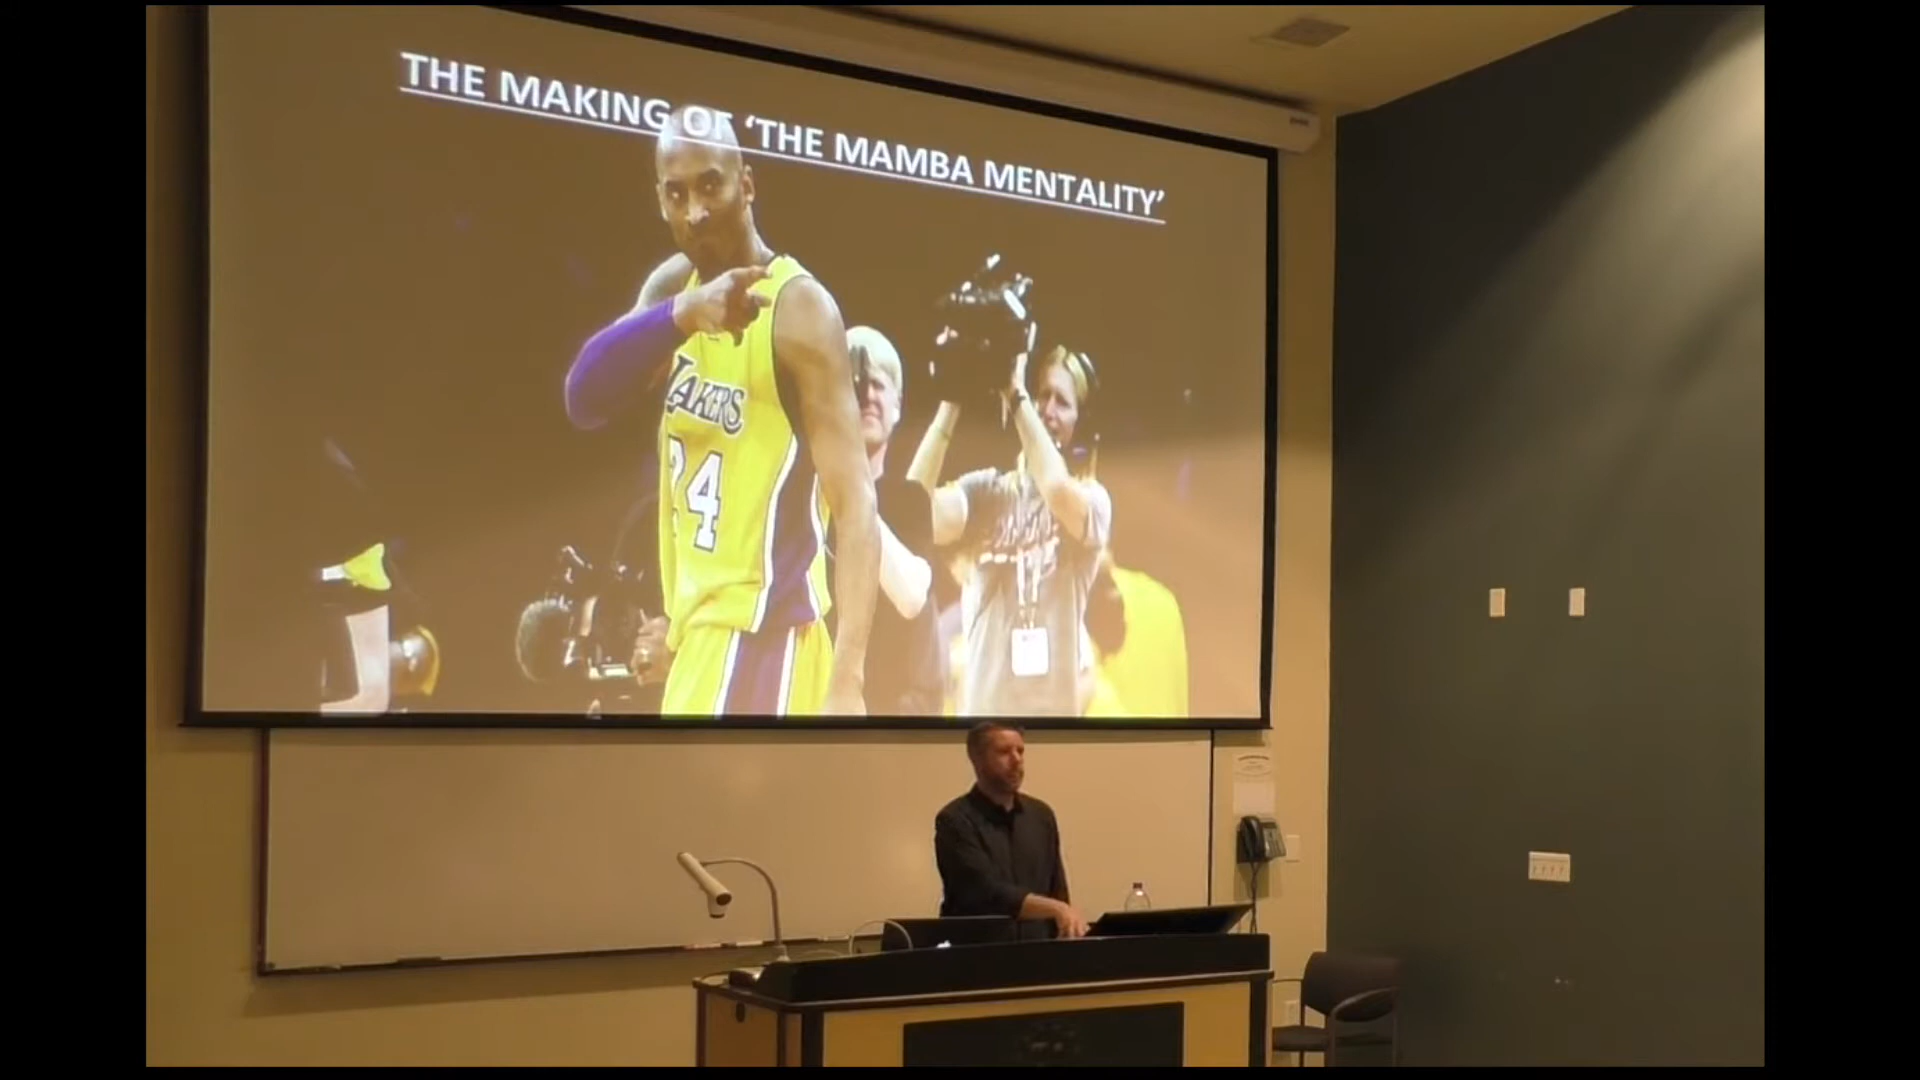 THE MAKING OF ‘THE MAMBA MENTALITY’
LAKERS
24